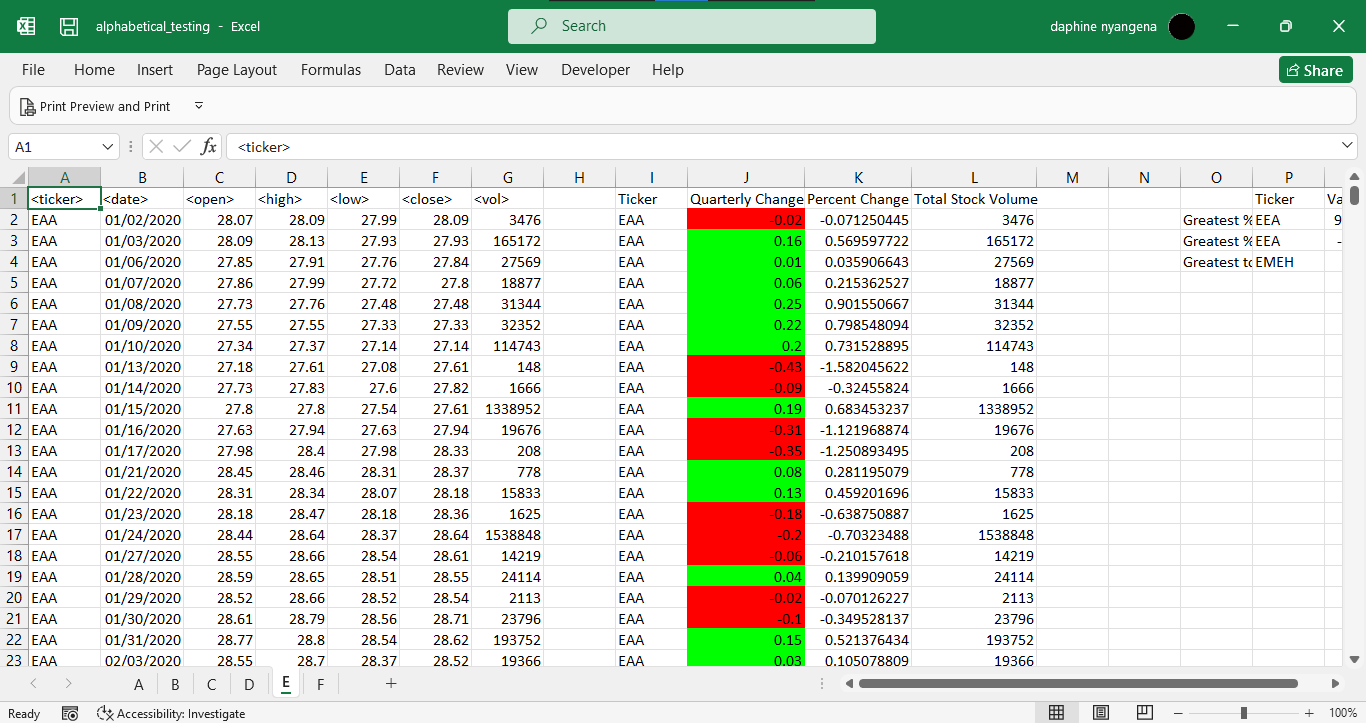 alphabetical_testing - Excel
Search
daphine nyangena
File Home Insert Page Layout Formulas Data Review View Developer Help
Share
Print Preview and Print
A1
fx
<ticker>
A B C D E F G H I J K L M N O P
1 <ticker> <date> <open> <high> <low> <close> <vol> Ticker Quarterly Change Percent Change Total Stock Volume Ticker Va
2 EAA 01/02/2020 28.07 28.09 27.99 28.09 3476 EAA -0.02 -0.071250445 3476 Greatest % EEA 9
3 EAA 01/03/2020 28.09 28.13 27.93 27.93 165172 EAA 0.16 0.569597722 165172 Greatest % EEA -
4 EAA 01/06/2020 27.85 27.91 27.76 27.84 27569 EAA 0.01 0.035906643 27569 Greatest to EMEH
5 EAA 01/07/2020 27.86 27.99 27.72 27.8 18877 EAA 0.06 0.215362527 18877
6 EAA 01/08/2020 27.73 27.76 27.48 27.48 31344 EAA 0.25 0.901550667 31344
7 EAA 01/09/2020 27.55 27.55 27.33 27.33 32352 EAA 0.22 0.798548094 32352
8 EAA 01/10/2020 27.34 27.37 27.14 27.14 114743 EAA 0.2 0.731528895 114743
9 EAA 01/13/2020 27.18 27.61 27.08 27.61 148 EAA -0.43 -1.582045622 148
10 EAA 01/14/2020 27.73 27.83 27.6 27.82 1666 EAA -0.09 -0.32455824 1666
11 EAA 01/15/2020 27.8 27.8 27.54 27.61 1338952 EAA 0.19 0.683453237 1338952
12 EAA 01/16/2020 27.63 27.94 27.63 27.94 19676 EAA -0.31 -1.121968874 19676
13 EAA 01/17/2020 27.98 28.4 27.98 28.33 208 EAA -0.35 -1.250893495 208
14 EAA 01/21/2020 28.45 28.46 28.31 28.37 778 EAA 0.08 0.281195079 778
15 EAA 01/22/2020 28.31 28.34 28.07 28.18 15833 EAA 0.13 0.459201696 15833
16 EAA 01/23/2020 28.18 28.47 28.18 28.36 1625 EAA -0.18 -0.638750887 1625
17 EAA 01/24/2020 28.44 28.64 28.37 28.64 1538848 EAA -0.2 -0.70323488 1538848
18 EAA 01/27/2020 28.55 28.66 28.54 28.61 14219 EAA -0.06 -0.210157618 14219
19 EAA 01/28/2020 28.59 28.65 28.51 28.55 24114 EAA 0.04 0.139909059 24114
20 EAA 01/29/2020 28.52 28.66 28.52 28.54 2113 EAA -0.02 -0.070126227 2113
21 EAA 01/30/2020 28.61 28.79 28.56 28.71 23796 EAA -0.1 -0.349528137 23796
22 EAA 01/31/2020 28.77 28.8 28.54 28.62 193752 EAA 0.15 0.521376434 193752
23 EAA 02/03/2020 28.55 28.7 28.37 28.52 19366 EAA 0.03 0.105078809 19366
A B C D E F
Ready Accessibility: Investigate 100%